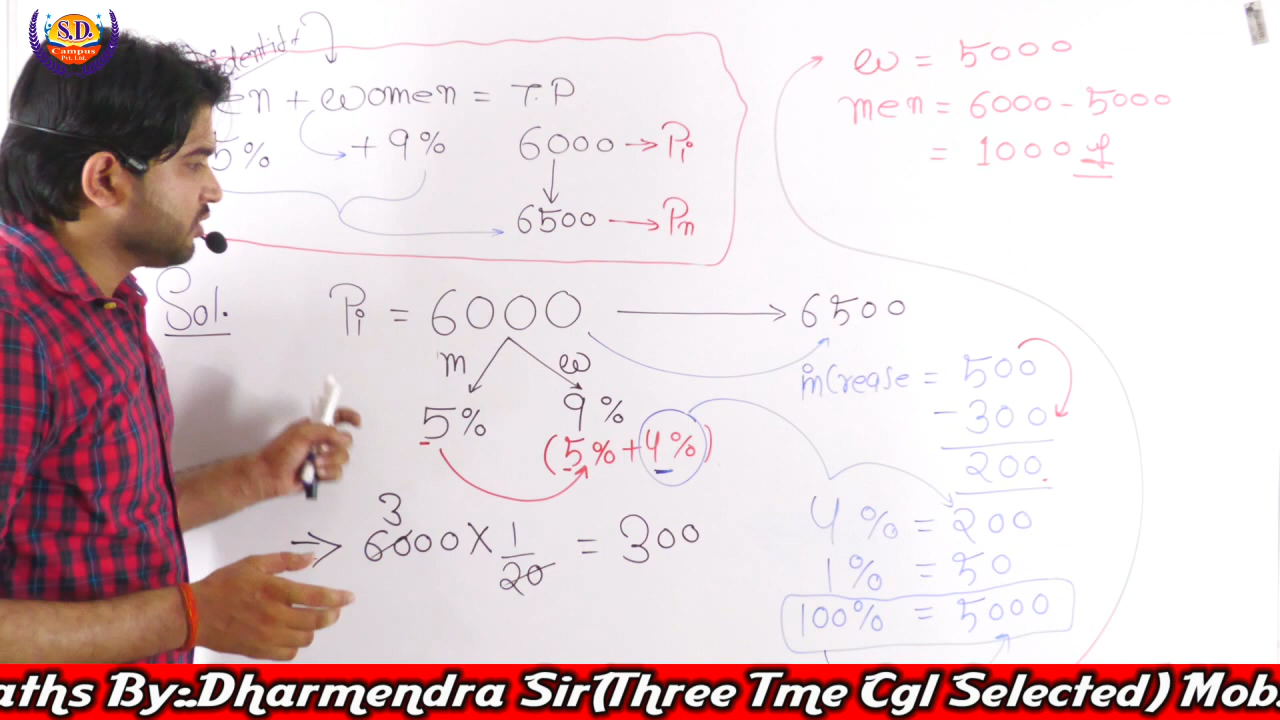 S.D.
Campus
Pvt. Ltd.
en + women = T.P
5% + 9%
6000 → Pi
6500 → Pn
w = 5000
men = 6000 - 5000
= 1000
Sol. Pi = 6000 → 6500
m w
5% 9%
(5% + 4%)
increase = 500
- 300
200
3
⇒ 6000 × 1/20 = 300
4% = 200
1% = 50
100% = 5000
aths By:-Dharmendra Sir(Three Tme Cgl Selected) Mob